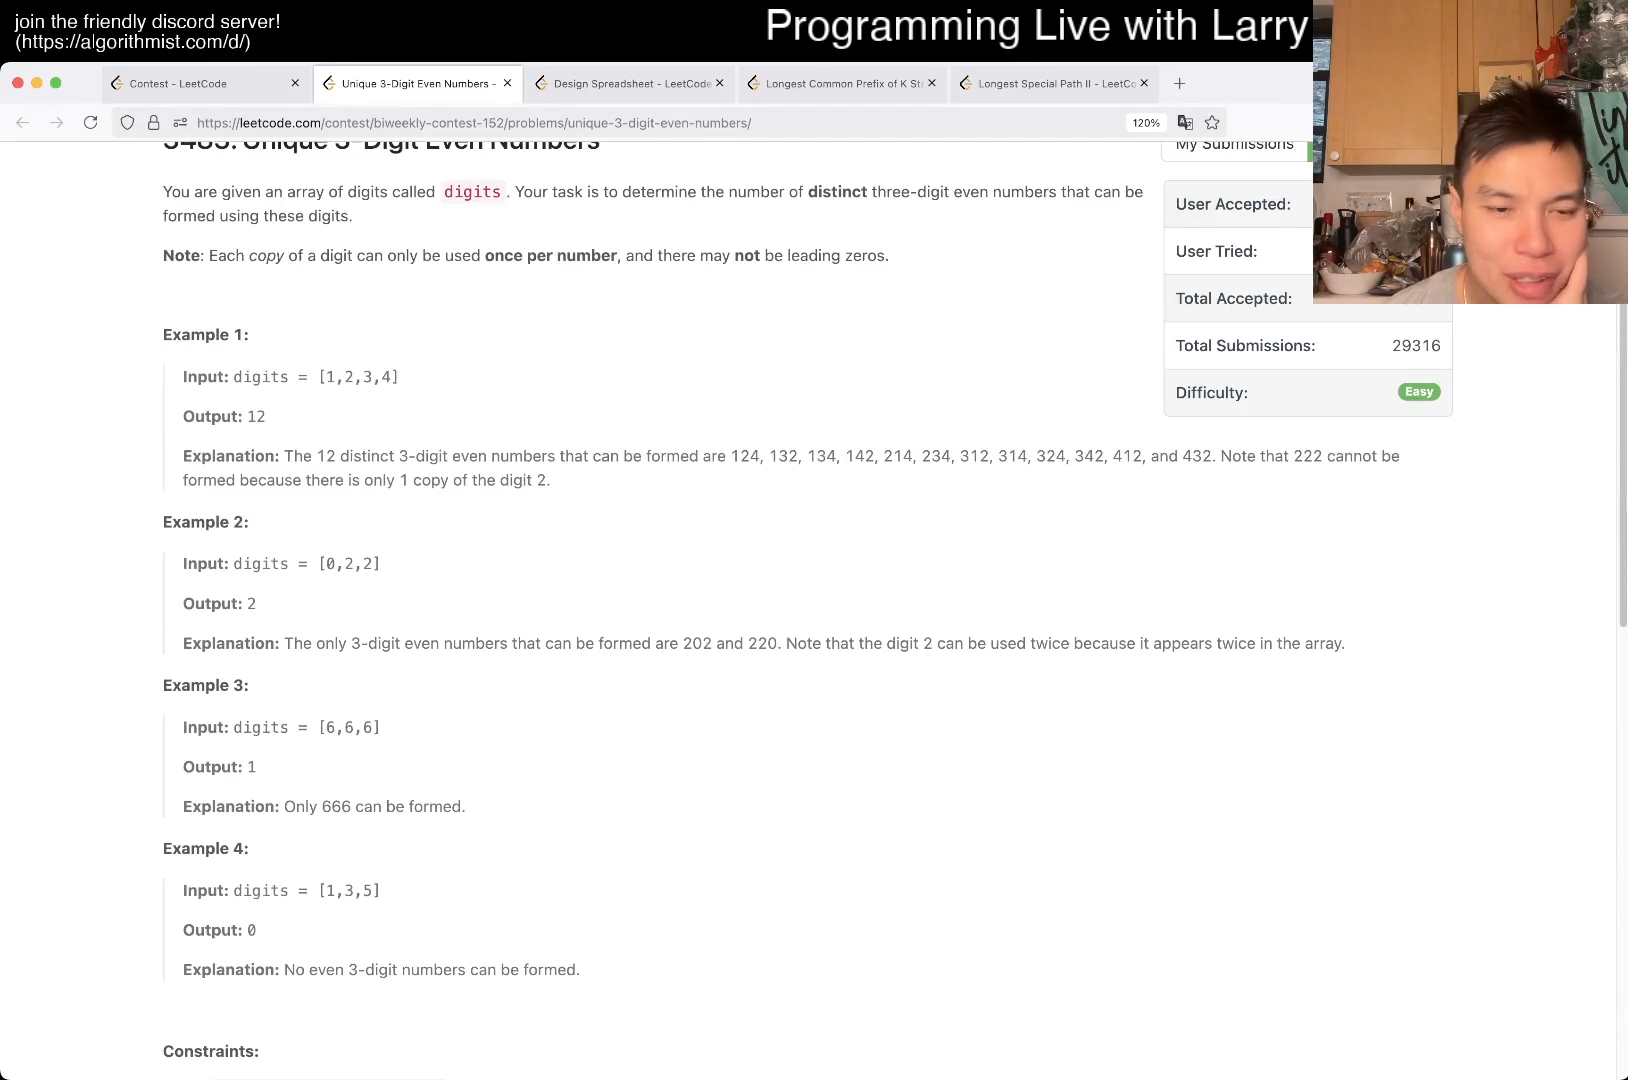 join the friendly discord server!
(https://algorithmist.com/d/)
Programming Live with Larry
Contest - LeetCode
Unique 3-Digit Even Numbers -
Design Spreadsheet - LeetCode
Longest Common Prefix of K St
Longest Special Path II - LeetCo
https://leetcode.com/contest/biweekly-contest-152/problems/unique-3-digit-even-numbers/
120%
3483. Unique 3-Digit Even Numbers
My Submissions
You are given an array of digits called digits. Your task is to determine the number of distinct three-digit even numbers that can be
formed using these digits.
Note: Each copy of a digit can only be used once per number, and there may not be leading zeros.
User Accepted:
User Tried:
Total Accepted:
Total Submissions: 29316
Difficulty: Easy
Example 1:
Input: digits = [1,2,3,4]
Output: 12
Explanation: The 12 distinct 3-digit even numbers that can be formed are 124, 132, 134, 142, 214, 234, 312, 314, 324, 342, 412, and 432. Note that 222 cannot be
formed because there is only 1 copy of the digit 2.
Example 2:
Input: digits = [0,2,2]
Output: 2
Explanation: The only 3-digit even numbers that can be formed are 202 and 220. Note that the digit 2 can be used twice because it appears twice in the array.
Example 3:
Input: digits = [6,6,6]
Output: 1
Explanation: Only 666 can be formed.
Example 4:
Input: digits = [1,3,5]
Output: 0
Explanation: No even 3-digit numbers can be formed.
Constraints: